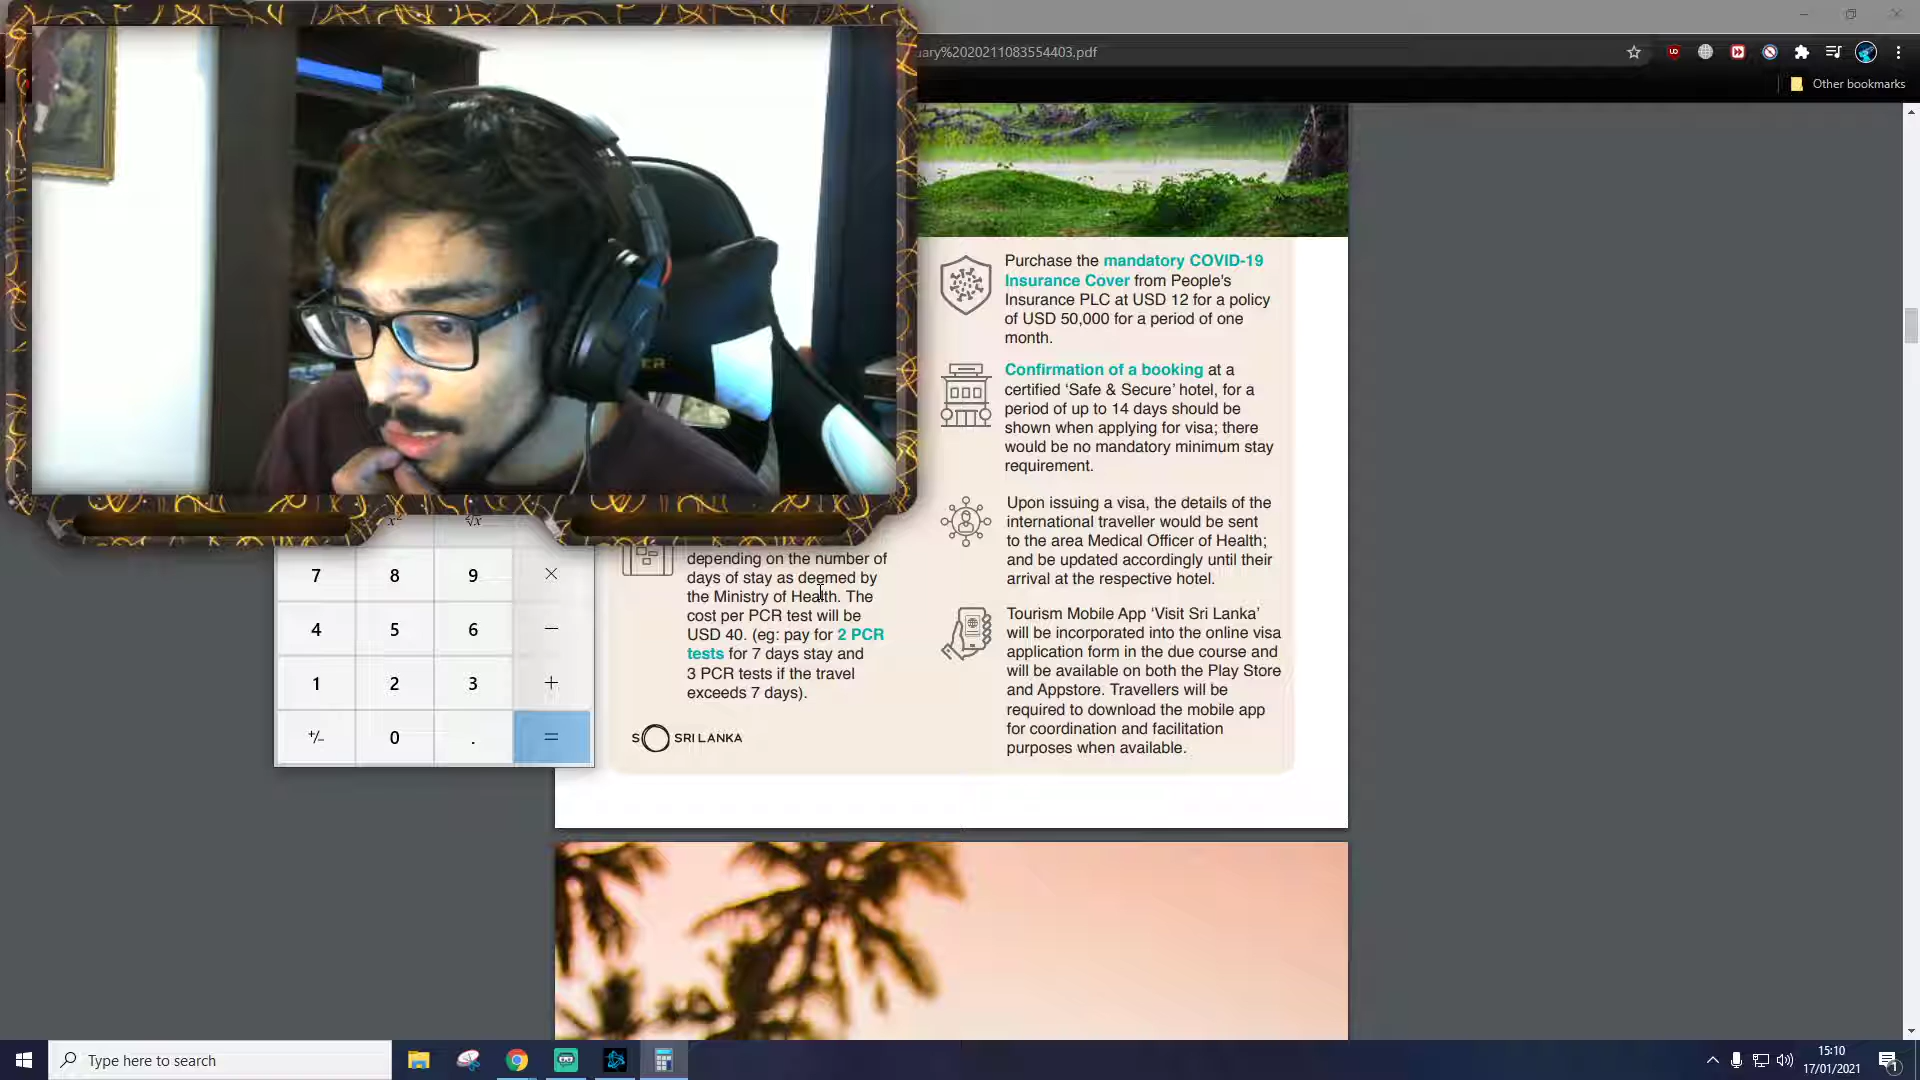 uary%2020211083554403.pdf
Other bookmarks
Purchase the mandatory COVID-19
Insurance Cover from People's
Insurance PLC at USD 12 for a policy
of USD 50,000 for a period of one
month.
Confirmation of a booking at a
certified ‘Safe & Secure’ hotel, for a
period of up to 14 days should be
shown when applying for visa; there
would be no mandatory minimum stay
requirement.
Upon issuing a visa, the details of the
international traveller would be sent
to the area Medical Officer of Health;
and be updated accordingly until their
arrival at the respective hotel.
Tourism Mobile App ‘Visit Sri Lanka’
will be incorporated into the online visa
application form in the due course and
will be available on both the Play Store
and Appstore. Travellers will be
required to download the mobile app
for coordination and facilitation
purposes when available.
depending on the number of
days of stay as deemed by
the Ministry of Health. The
cost per PCR test will be
USD 40. (eg: pay for 2 PCR
tests for 7 days stay and
3 PCR tests if the travel
exceeds 7 days).
SO SRI LANKA
7 8 9 ×
4 5 6 −
1 2 3 +
+/− 0 . =
Type here to search
15:10
17/01/2021
1